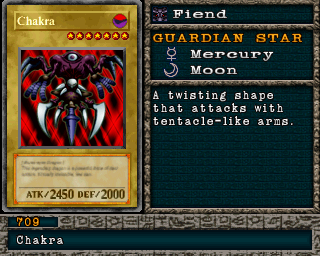 Chakra
Fiend
GUARDIAN STAR
Mercury
Moon
A twisting shape
that attacks with
tentacle-like arms.
ATK/2450 DEF/2000
709
Chakra